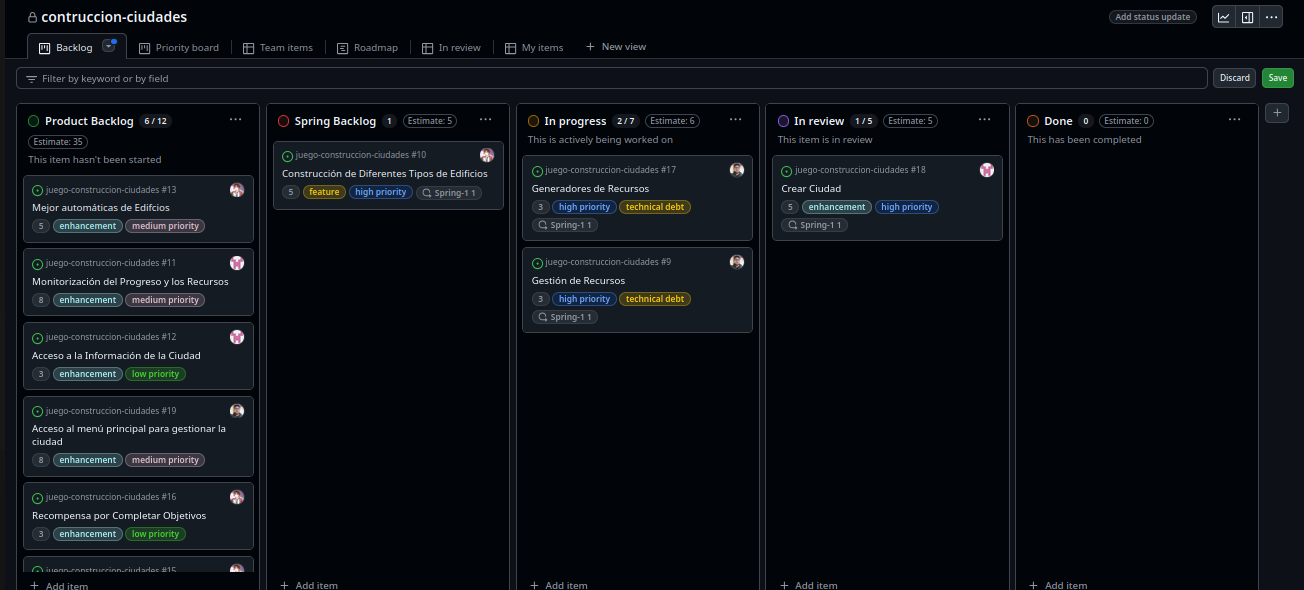 contruccion-ciudades
Add status update
Backlog
Priority board
Team items
Roadmap
In review
My items
New view
Filter by keyword or by field
Discard
Save
Product Backlog 6 / 12
Estimate: 35
This item hasn't been started
juego-construccion-ciudades #13
Mejor automáticas de Edifcios
5 enhancement medium priority
juego-construccion-ciudades #11
Monitorización del Progreso y los Recursos
8 enhancement medium priority
juego-construccion-ciudades #12
Acceso a la Información de la Ciudad
3 enhancement low priority
juego-construccion-ciudades #19
Acceso al menú principal para gestionar la
ciudad
8 enhancement medium priority
juego-construccion-ciudades #16
Recompensa por Completar Objetivos
3 enhancement low priority
juego-construccion-ciudades #15
Add item
Spring Backlog 1 Estimate: 5
juego-construccion-ciudades #10
Construcción de Diferentes Tipos de Edificios
5 feature high priority Spring-1 1
Add item
In progress 2 / 7 Estimate: 6
This is actively being worked on
juego-construccion-ciudades #17
Generadores de Recursos
3 high priority technical debt
Spring-1 1
juego-construccion-ciudades #9
Gestión de Recursos
3 high priority technical debt
Spring-1 1
Add item
In review 1 / 5 Estimate: 5
This item is in review
juego-construccion-ciudades #18
Crear Ciudad
5 enhancement high priority
Spring-1 1
Add item
Done 0 Estimate: 0
This has been completed
Add item